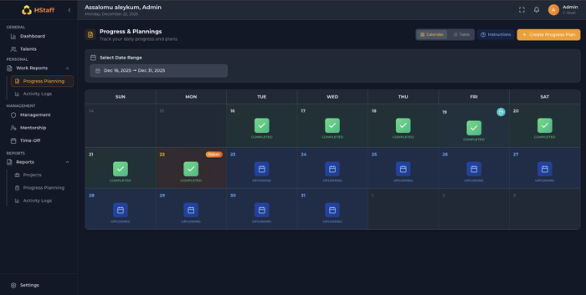 HStaff
Assalomu aleykum, Admin
Monday, December 22, 2025
Admin
GENERAL
Dashboard
Talents
PERSONAL
Work Reports
Progress Planning
Activity Logs
MANAGEMENT
Management
Mentorship
Time-Off
REPORTS
Reports
Projects
Progress Planning
Activity Logs
Settings
Progress & Plannings
Track your daily progress and plans
Calendar
Table
Instructions
Create Progress Plan
Select Date Range
Dec 16, 2025 → Dec 31, 2025
SUN MON TUE WED THU FRI SAT
14 15 16 17 18 19 20
COMPLETED COMPLETED COMPLETED COMPLETED COMPLETED
21 22 23 24 25 26 27
COMPLETED COMPLETED UPCOMING UPCOMING UPCOMING UPCOMING UPCOMING
28 29 30 31 1 2 3
UPCOMING UPCOMING UPCOMING UPCOMING